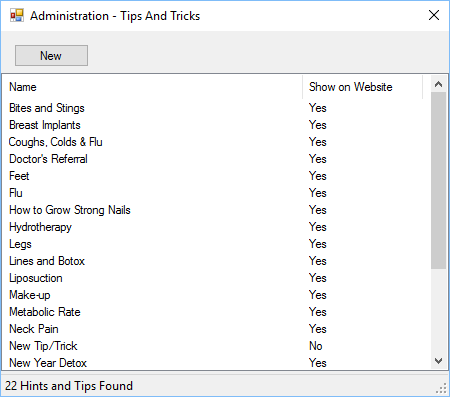 Administration - Tips And Tricks
New
Name Show on Website
Bites and Stings Yes
Breast Implants Yes
Coughs, Colds & Flu Yes
Doctor's Referral Yes
Feet Yes
Flu Yes
How to Grow Strong Nails Yes
Hydrotherapy Yes
Legs Yes
Lines and Botox Yes
Liposuction Yes
Make-up Yes
Metabolic Rate Yes
Neck Pain Yes
New Tip/Trick No
New Year Detox Yes
22 Hints and Tips Found